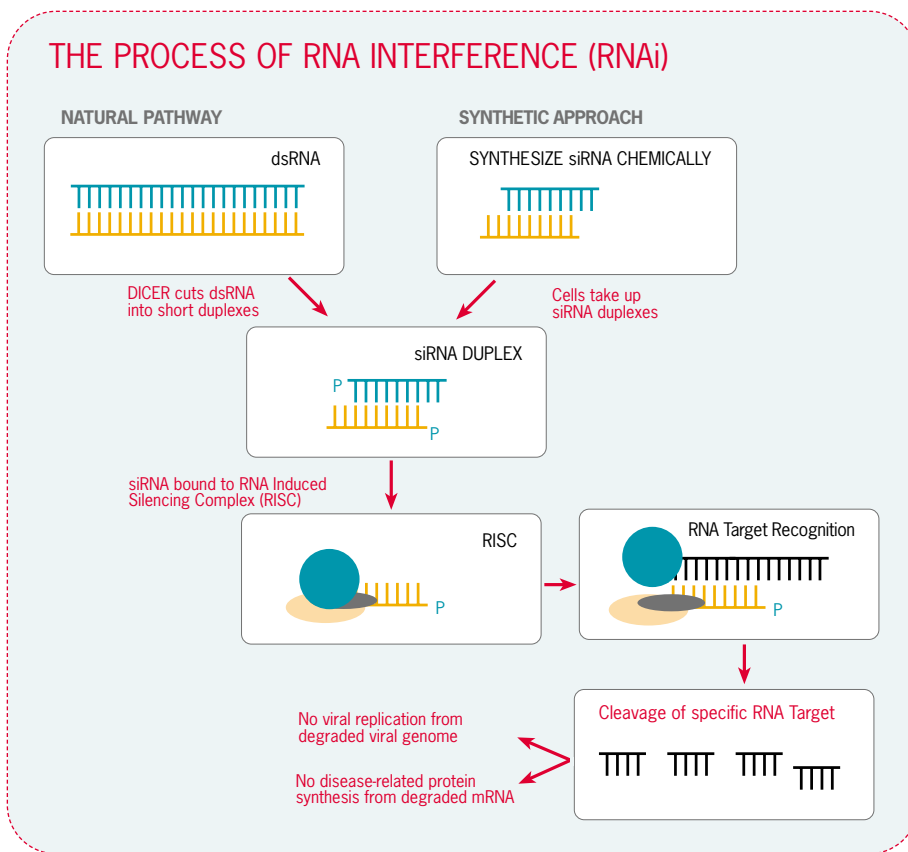 THE PROCESS OF RNA INTERFERENCE (RNAi)
NATURAL PATHWAY
SYNTHETIC APPROACH
dsRNA
SYNTHESIZE siRNA CHEMICALLY
DICER cuts dsRNA
into short duplexes
Cells take up
siRNA duplexes
siRNA DUPLEX
P
P
siRNA bound to RNA Induced
Silencing Complex (RISC)
RISC
P
RNA Target Recognition
P
Cleavage of specific RNA Target
No viral replication from
degraded viral genome
No disease-related protein
synthesis from degraded mRNA